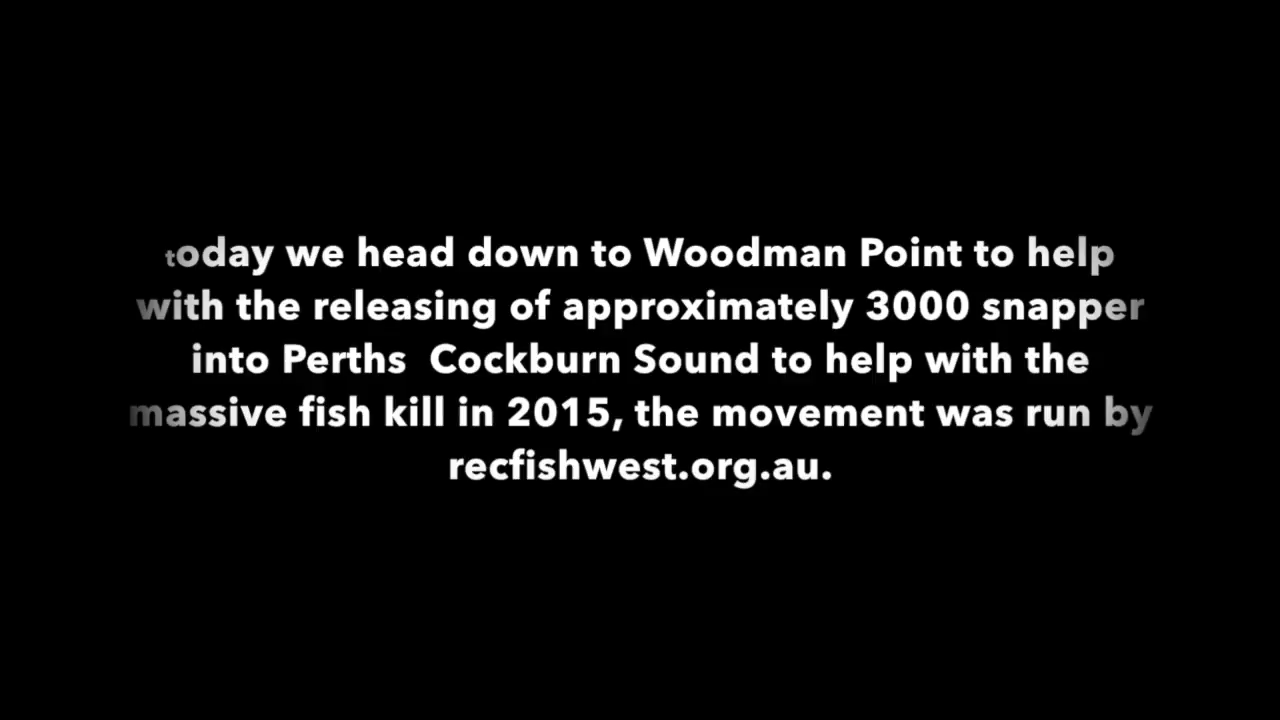 today we head down to Woodman Point to help
with the releasing of approximately 3000 snapper
into Perths  Cockburn Sound to help with the
massive fish kill in 2015, the movement was run by
recfishwest.org.au.